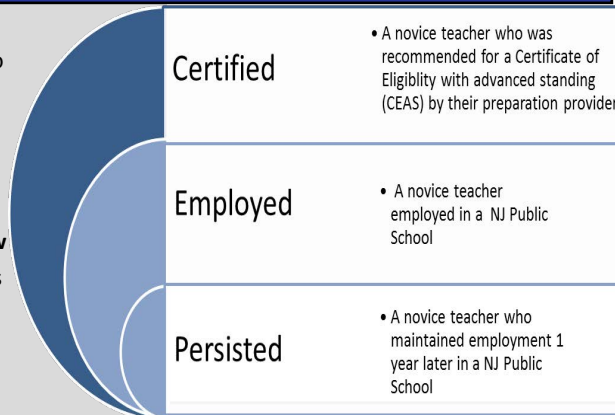 Certified
• A novice teacher who was
recommended for a Certificate of
Eligiblity with advanced standing
(CEAS) by their preparation provider
Employed
• A novice teacher
employed in a NJ Public
School
Persisted
• A novice teacher who
maintained employment 1
year later in a NJ Public
School